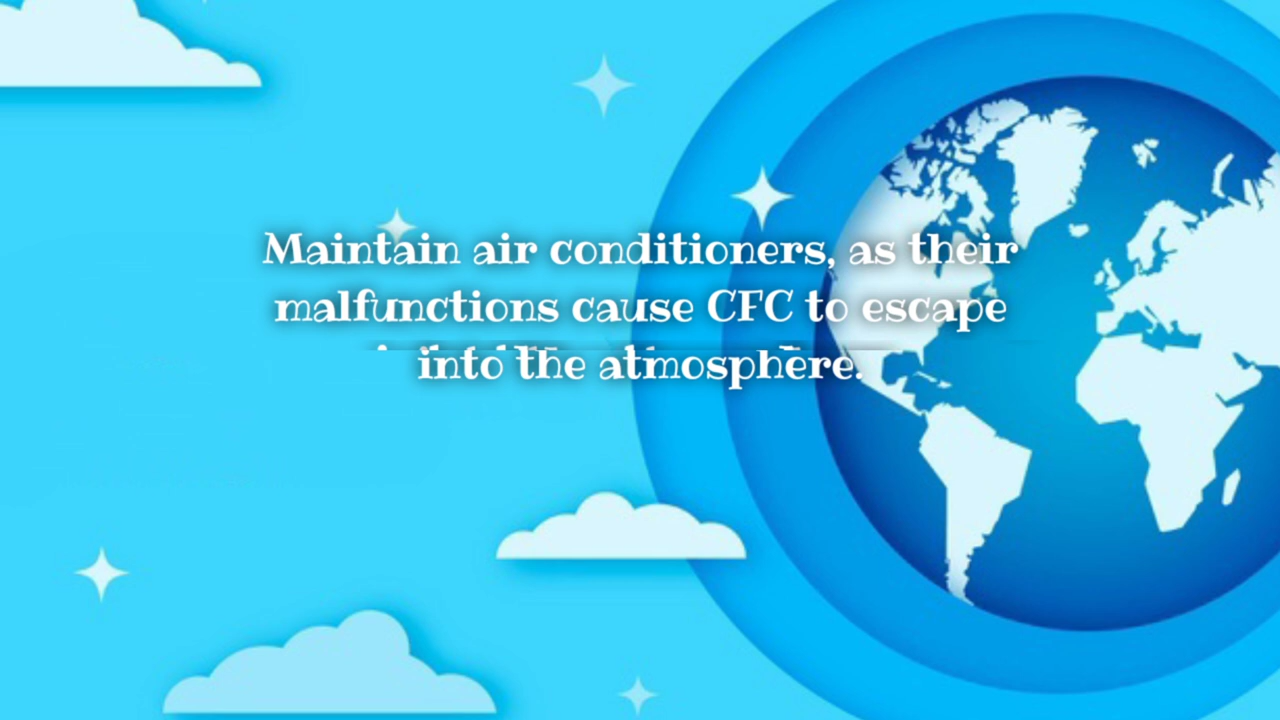 Maintain air conditioners, as their
malfunctions cause CFC to escape
into the atmosphere.